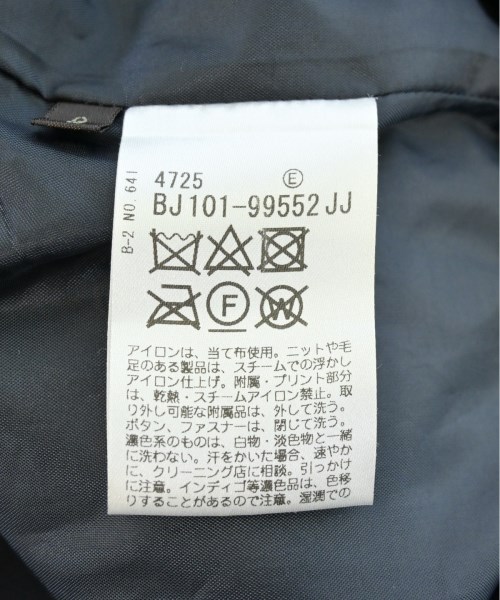 B-2 NO. 641
4725 Ⓔ
BJ101-99552JJ
F
W
アイロンは、当て布使用。ニットや毛
足のある製品は、スチームでの浮かし
アイロン仕上げ。附属・プリント部分
は、乾熱・スチームアイロン禁止。取
り外し可能な附属品は、外して洗う。
ボタン、ファスナーは、閉じて洗う。
濃色系のものは、白物・淡色物と一緒
に洗わない。汗をかいた場合、速やか
に、クリーニング店に相談。引っかけ
に注意。インディゴ等濃色品は、色移
りすることがあるので注意。湿潤での